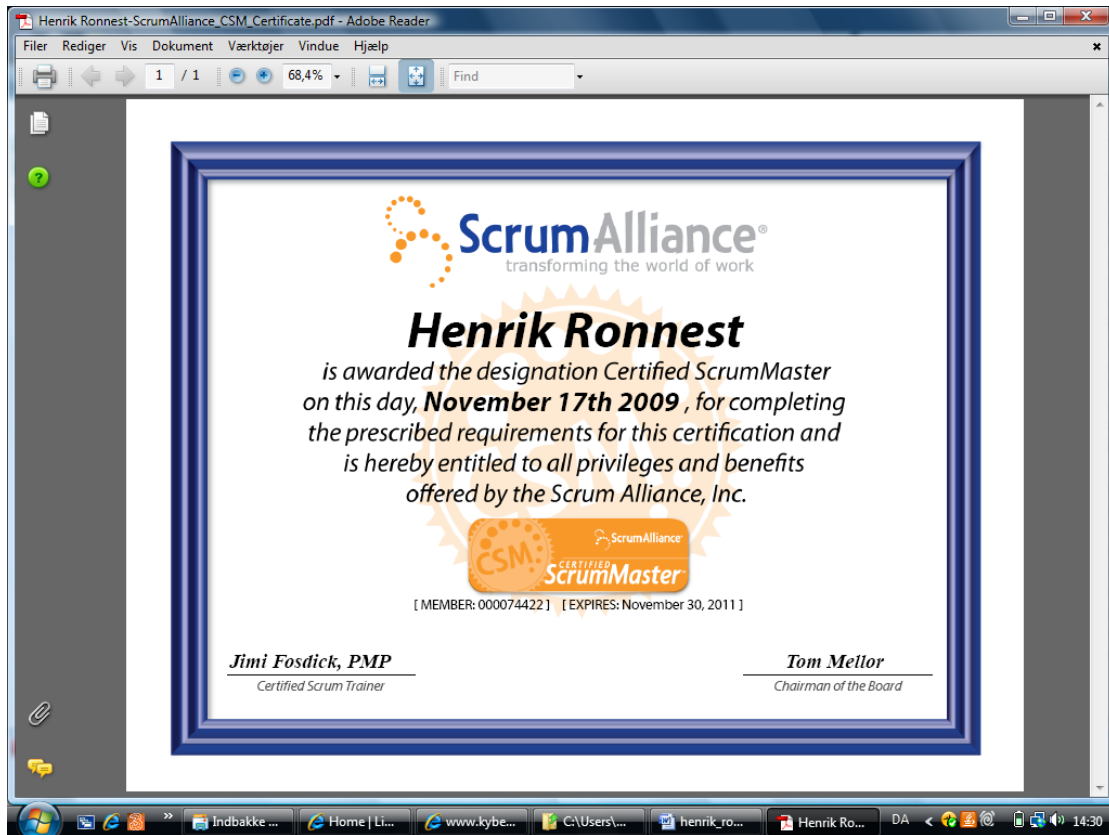 Henrik Ronnest-ScrumAlliance_CSM_Certificate.pdf - Adobe Reader
Filer Rediger Vis Dokument Værktøjer Vindue Hjælp
1 / 1 68,4% Find
ScrumAlliance®
transforming the world of work
Henrik Ronnest
is awarded the designation Certified ScrumMaster
on this day, November 17th 2009 , for completing
the prescribed requirements for this certification and
is hereby entitled to all privileges and benefits
offered by the Scrum Alliance, Inc.
CSM
ScrumAlliance
CSM
CERTIFIED
ScrumMaster
[ MEMBER: 000074422 ] [ EXPIRES: November 30, 2011 ]
Jimi Fosdick, PMP
Certified Scrum Trainer
Tom Mellor
Chairman of the Board
Indbakke ... Home | Li... www.kybe... C:\Users\... henrik_ro... Henrik Ro... DA 14:30